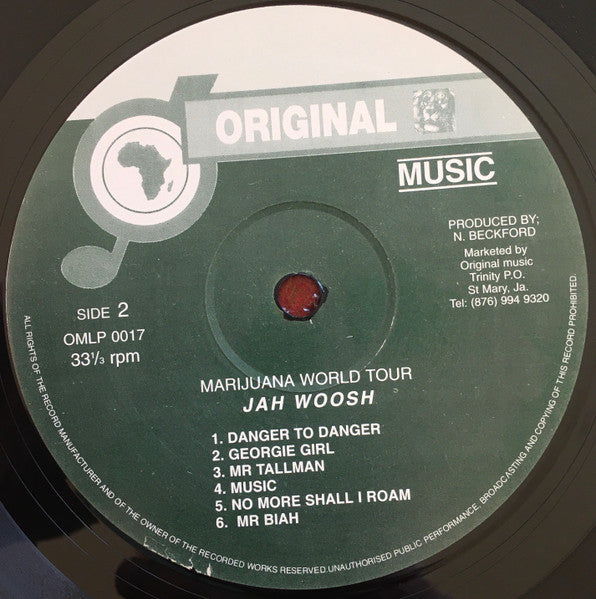 ORIGINAL
MUSIC
PRODUCED BY;
N. BECKFORD
Marketed by
Original music
Trinity P.O.
St Mary, Ja.
Tel: (876) 994 9320
SIDE 2
OMLP 0017
33⅓ rpm
MARIJUANA WORLD TOUR
JAH WOOSH
1. DANGER TO DANGER
2. GEORGIE GIRL
3. MR TALLMAN
4. MUSIC
5. NO MORE SHALL I ROAM
6. MR BIAH
ALL RIGHTS OF THE RECORD MANUFACTURER AND OF THE OWNER OF THE RECORDED WORKS RESERVED.UNAUTHORISED PUBLIC PERFORMANCE, BROADCASTING AND COPYING OF THIS RECORD PROHIBITED.